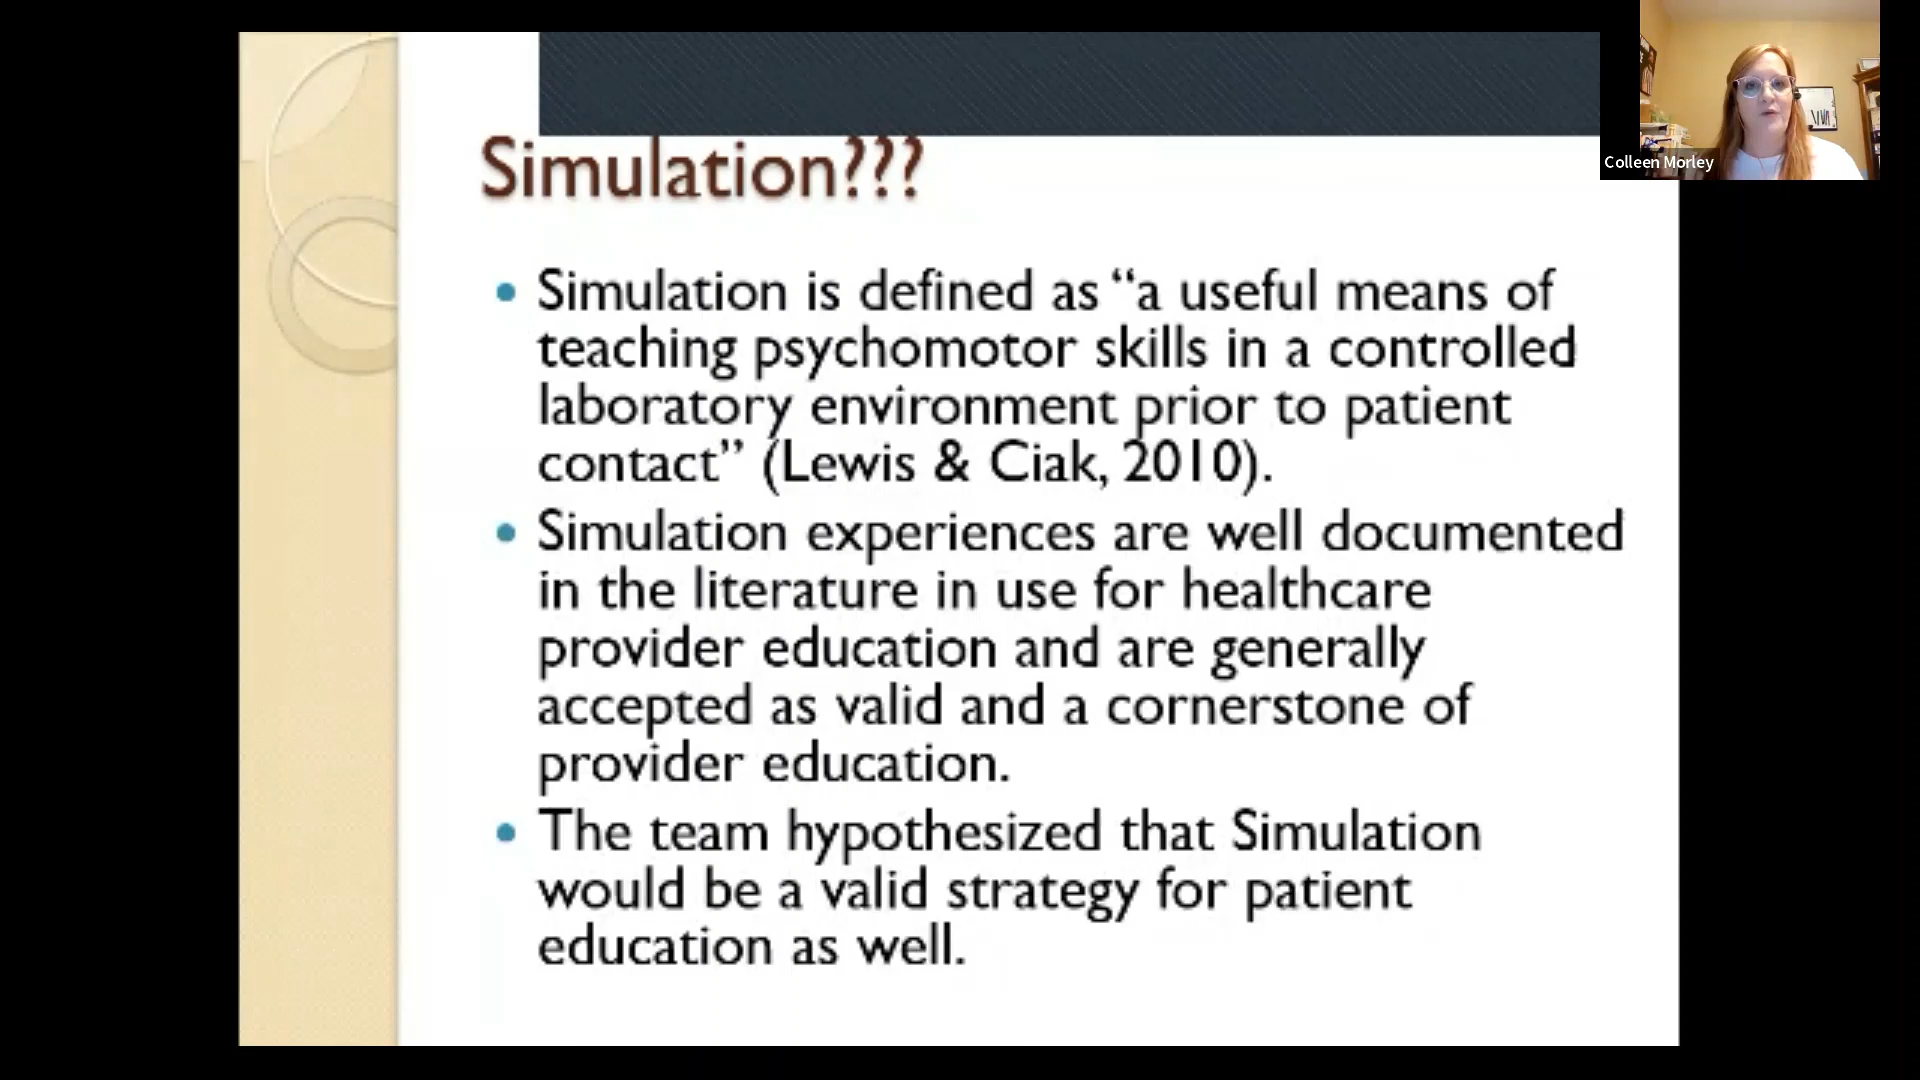 Simulation???
• Simulation is defined as “a useful means of
teaching psychomotor skills in a controlled
laboratory environment prior to patient
contact” (Lewis & Ciak, 2010).
• Simulation experiences are well documented
in the literature in use for healthcare
provider education and are generally
accepted as valid and a cornerstone of
provider education.
• The team hypothesized that Simulation
would be a valid strategy for patient
education as well.
Colleen Morley